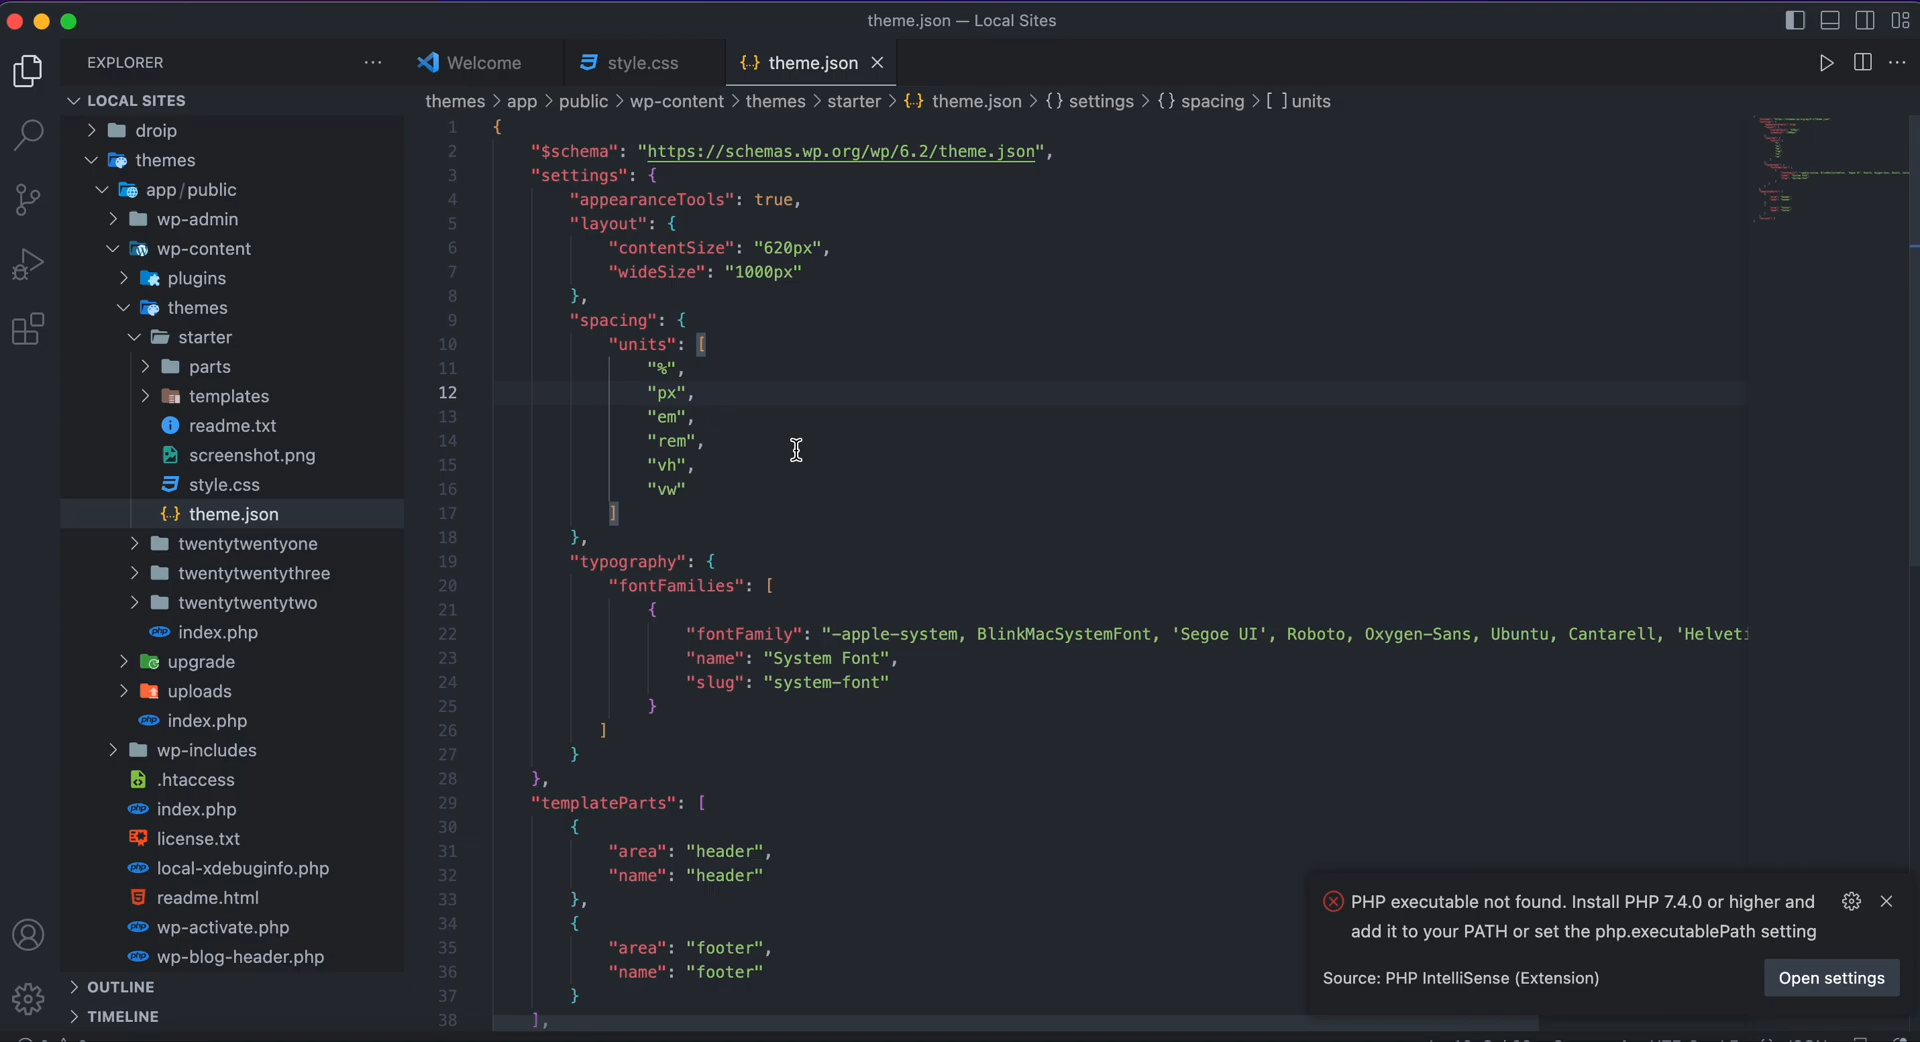 theme.json — Local Sites
EXPLORER
Welcome
style.css
{..} theme.json
LOCAL SITES
themes > app > public > wp-content > themes > starter > {..} theme.json > {} settings > {} spacing > [ ] units
droip
themes
app / public
wp-admin
wp-content
plugins
themes
starter
parts
templates
readme.txt
screenshot.png
style.css
{..} theme.json
twentytwentyone
twentytwentythree
twentytwentytwo
php index.php
upgrade
uploads
php index.php
wp-includes
.htaccess
php index.php
license.txt
php local-xdebuginfo.php
readme.html
php wp-activate.php
php wp-blog-header.php
OUTLINE
TIMELINE
1 {
2 "$schema": "https://schemas.wp.org/wp/6.2/theme.json",
3 "settings": {
4 "appearanceTools": true,
5 "layout": {
6 "contentSize": "620px",
7 "wideSize": "1000px"
8 },
9 "spacing": {
10 "units": [
11 "%",
12 "px",
13 "em",
14 "rem",
15 "vh",
16 "vw"
17 ]
18 },
19 "typography": {
20 "fontFamilies": [
21 {
22 "fontFamily": "-apple-system, BlinkMacSystemFont, 'Segoe UI', Roboto, Oxygen-Sans, Ubuntu, Cantarell, 'Helveti
23 "name": "System Font",
24 "slug": "system-font"
25 }
26 ]
27 }
28 },
29 "templateParts": [
30 {
31 "area": "header",
32 "name": "header"
33 },
34 {
35 "area": "footer",
36 "name": "footer"
37 }
38 ],
PHP executable not found. Install PHP 7.4.0 or higher and
add it to your PATH or set the php.executablePath setting
Source: PHP IntelliSense (Extension)
Open settings